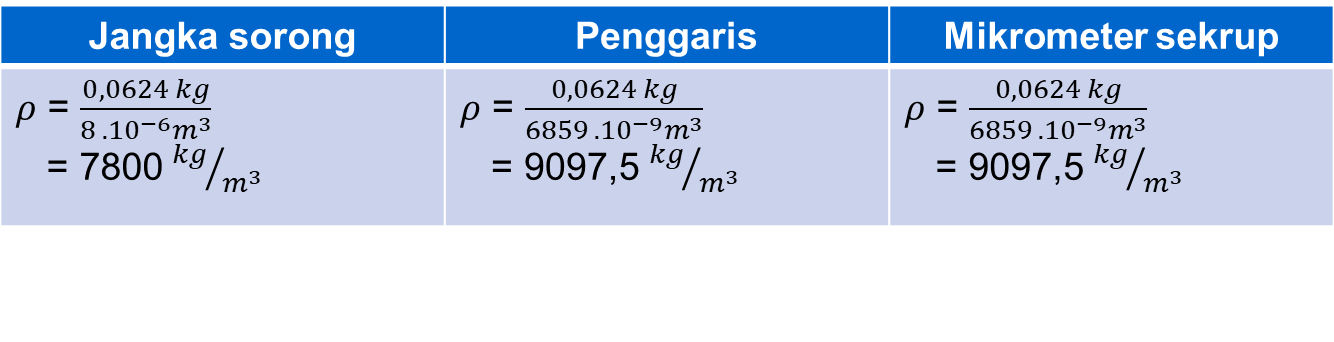 Jangka sorong
Penggaris
Mikrometer sekrup
ρ = 0,0624 kg / 8 .10⁻⁶m³
= 7800 kg/m³
ρ = 0,0624 kg / 6859 .10⁻⁹m³
= 9097,5 kg/m³
ρ = 0,0624 kg / 6859 .10⁻⁹m³
= 9097,5 kg/m³